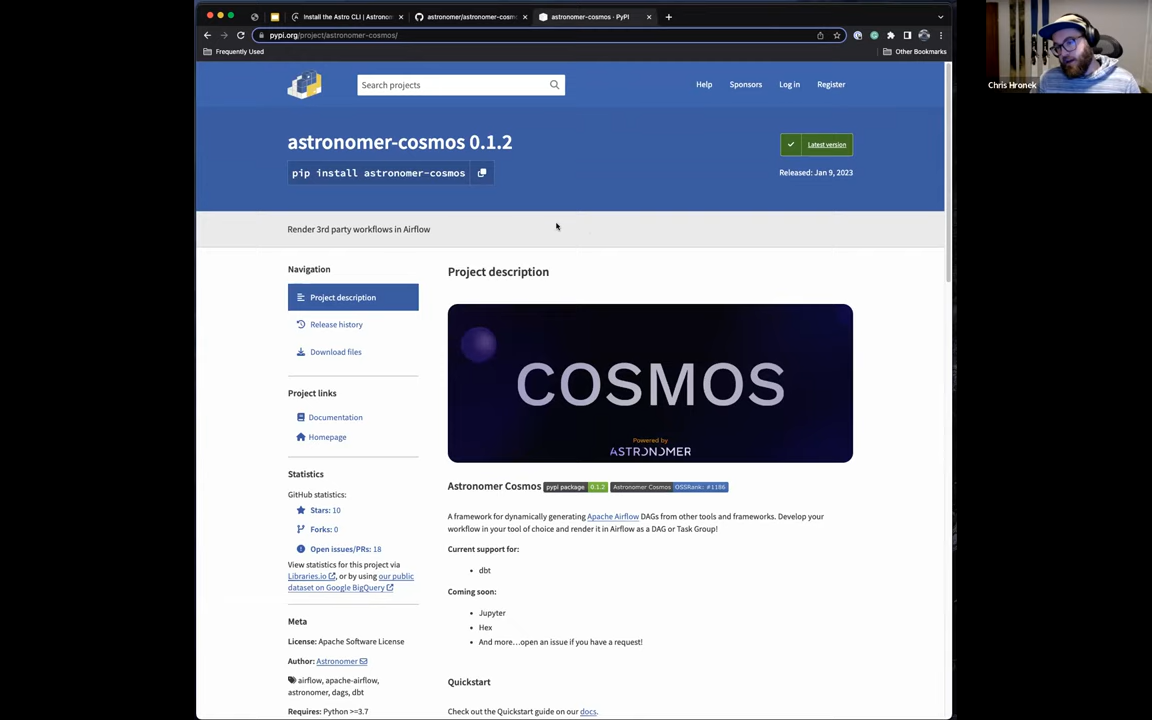 Install the Astro CLI | Astronom
astronomer/astronomer-cosmo
astronomer-cosmos · PyPI
pypi.org/project/astronomer-cosmos/
Frequently Used
Other Bookmarks
Chris Hronek
Search projects
Help
Sponsors
Log in
Register
astronomer-cosmos 0.1.2
Latest version
pip install astronomer-cosmos
Released: Jan 9, 2023
Render 3rd party workflows in Airflow
Navigation
Project description
Release history
Download files
Project links
Documentation
Homepage
Statistics
GitHub statistics:
Stars: 10
Forks: 0
Open issues/PRs: 18
View statistics for this project via
Libraries.io, or by using our public
dataset on Google BigQuery
Meta
License: Apache Software License
Author: Astronomer
airflow, apache-airflow,
astronomer, dags, dbt
Requires: Python >=3.7
Project description
COSMOS
Powered by
ASTRONOMER
Astronomer Cosmos pypi package 0.1.2 Astronomer Cosmos OSSRank: #1186
A framework for dynamically generating Apache Airflow DAGs from other tools and frameworks. Develop your
workflow in your tool of choice and render it in Airflow as a DAG or Task Group!
Current support for:
• dbt
Coming soon:
• Jupyter
• Hex
• And more…open an issue if you have a request!
Quickstart
Check out the Quickstart guide on our docs.